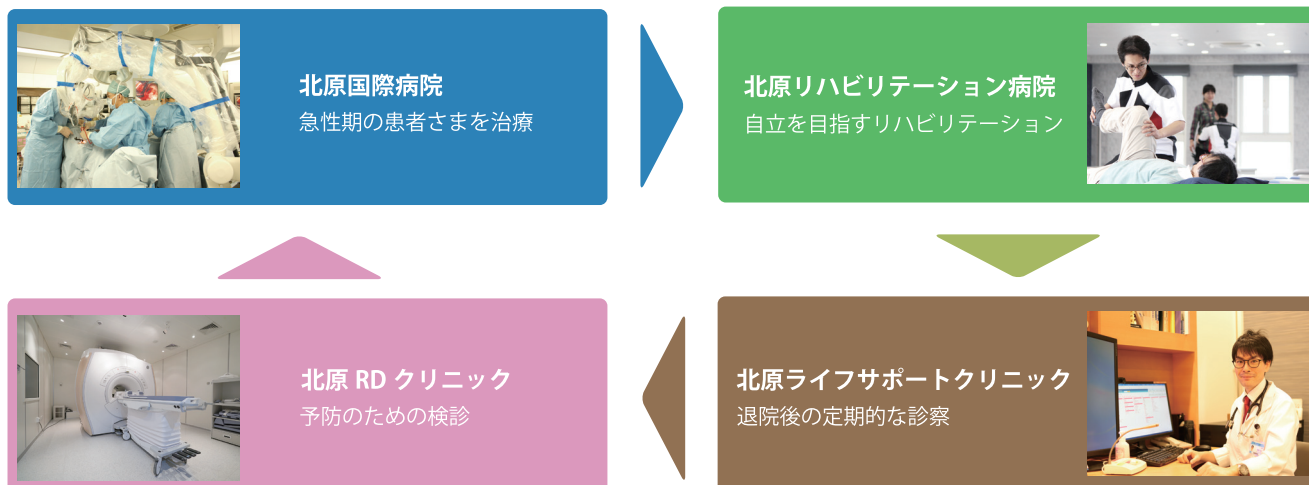 北原国際病院
急性期の患者さまを治療
北原リハビリテーション病院
自立を目指すリハビリテーション
北原 RD クリニック
予防のための検診
北原ライフサポートクリニック
退院後の定期的な診察